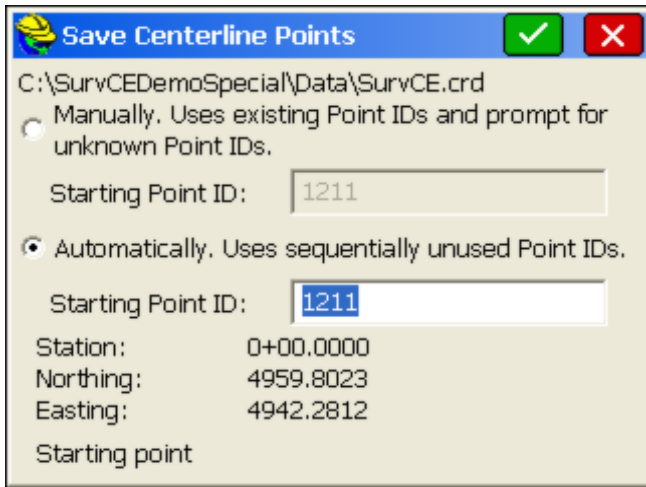 Save Centerline Points
C:\SurvCEDemoSpecial\Data\SurvCE.crd
Manually. Uses existing Point IDs and prompt for
unknown Point IDs.
Starting Point ID: 1211
Automatically. Uses sequentially unused Point IDs.
Starting Point ID: 1211
Station: 0+00.0000
Northing: 4959.8023
Easting: 4942.2812
Starting point